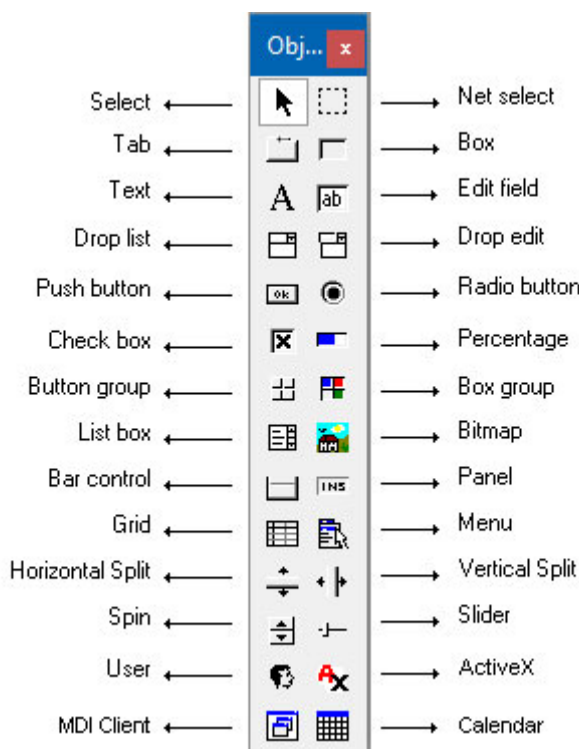 Obj... x
Select Net select
Tab Box
Text A ab Edit field
Drop list Drop edit
Push button OK Radio button
Check box Percentage
Button group Box group
List box Bitmap
Bar control INS Panel
Grid Menu
Horizontal Split Vertical Split
Spin Slider
User AX ActiveX
MDI Client Calendar